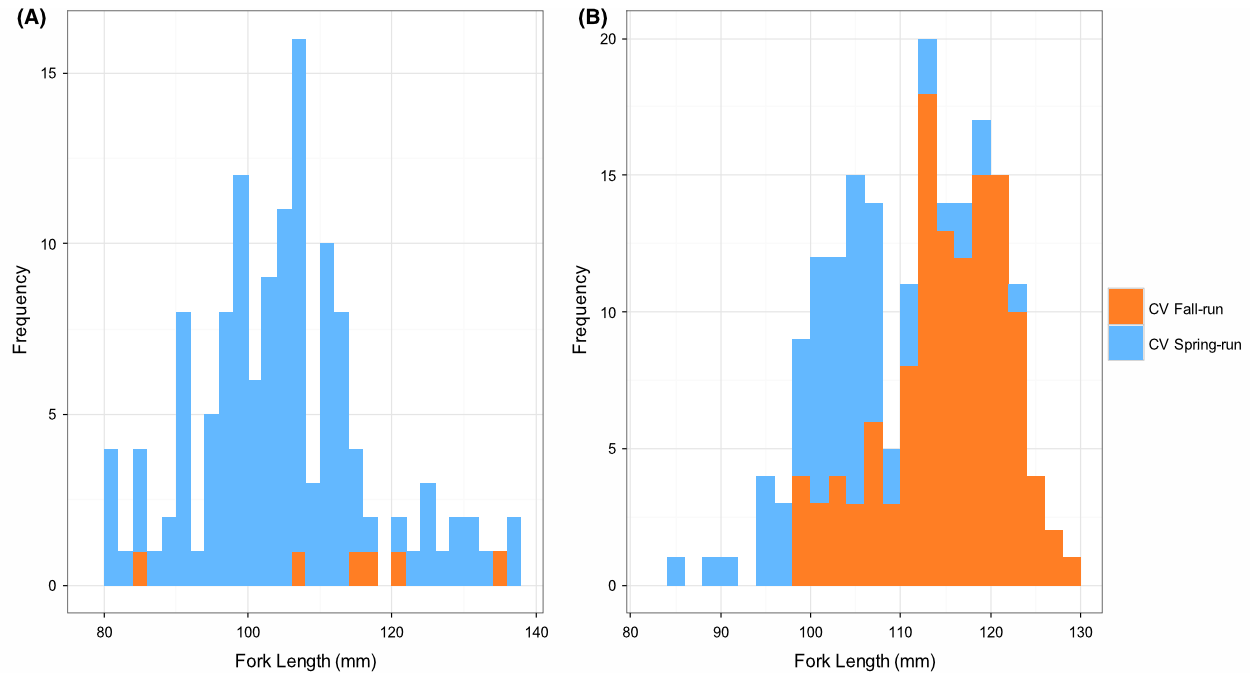 (A)
Frequency
15
10
5
0
80 100 120 140
Fork Length (mm)
(B)
Frequency
20
15
10
5
0
80 90 100 110 120 130
Fork Length (mm)
CV Fall-run
CV Spring-run